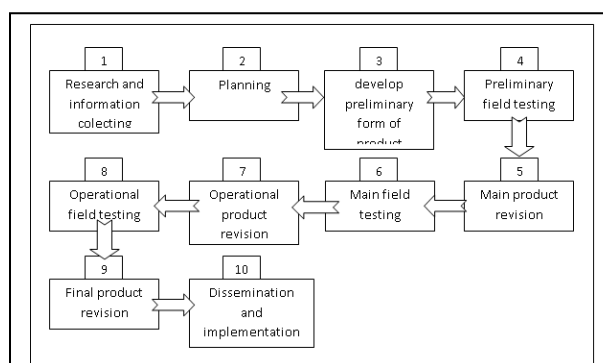 1
Research and
information colecting
2
Planning
3
develop preliminary
form of
product
4
Preliminary
field testing
5
Main product
revision
6
Main field
testing
7
Operational
product
revision
8
Operational
field testing
9
Final product
revision
10
Dissemination
and
implementation